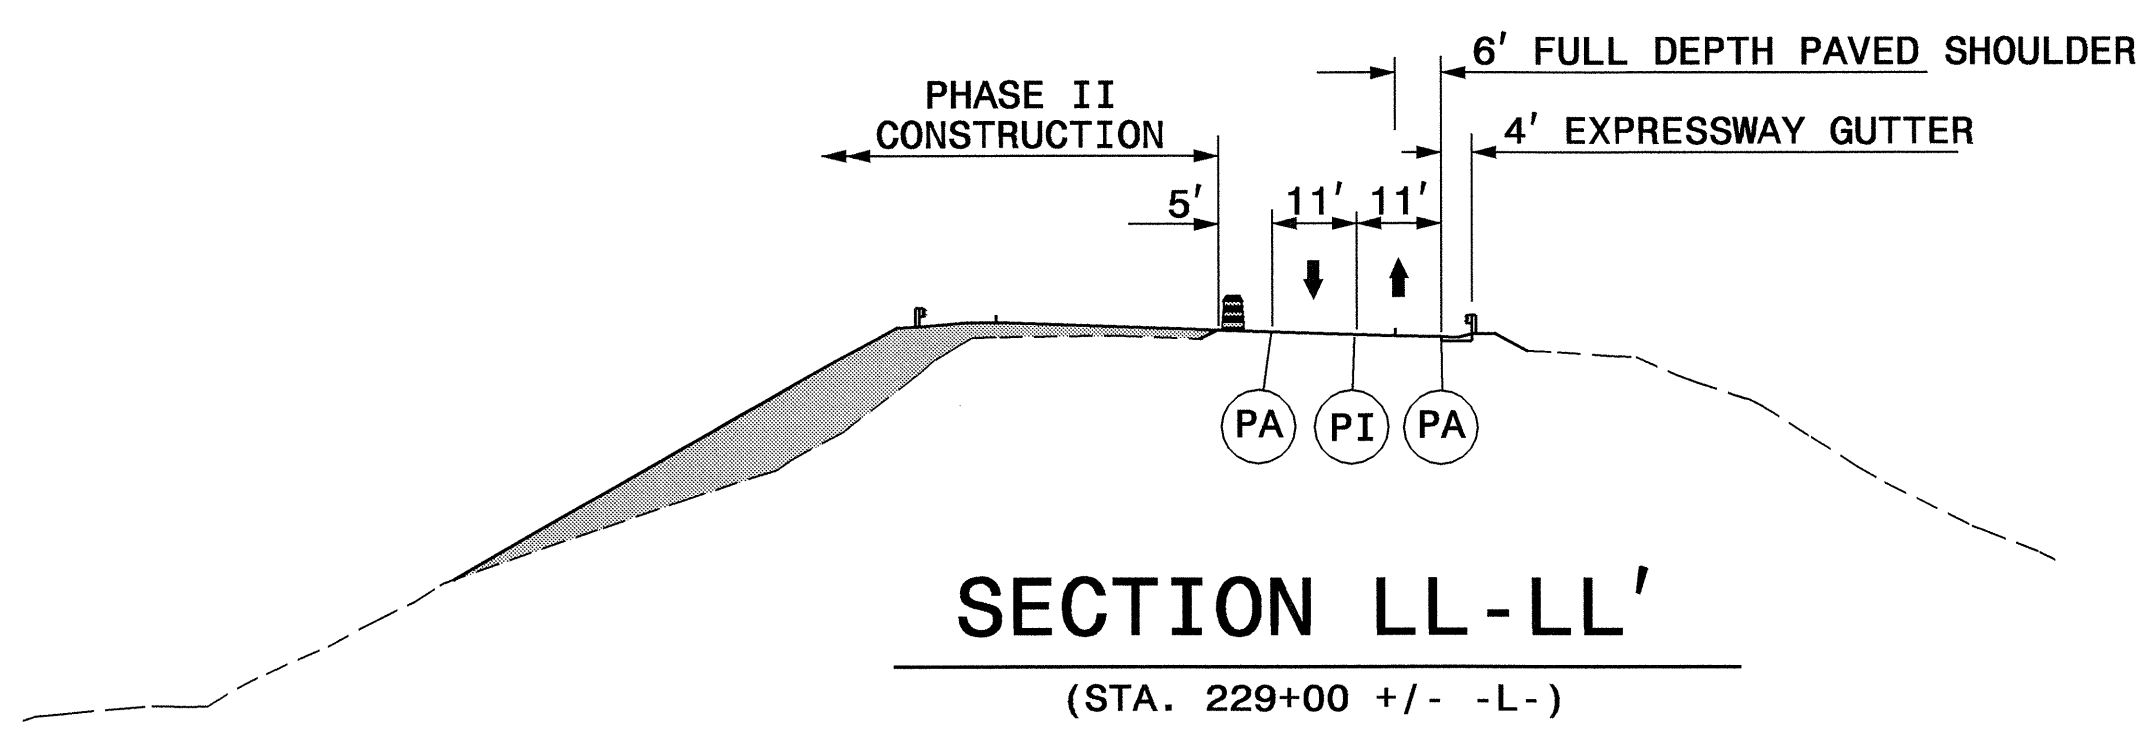 6' FULL DEPTH PAVED SHOULDER
PHASE II
CONSTRUCTION
4' EXPRESSWAY GUTTER
5'
11'
11'
PA
PI
PA
SECTION LL-LL'
(STA. 229+00 +/- -L-)